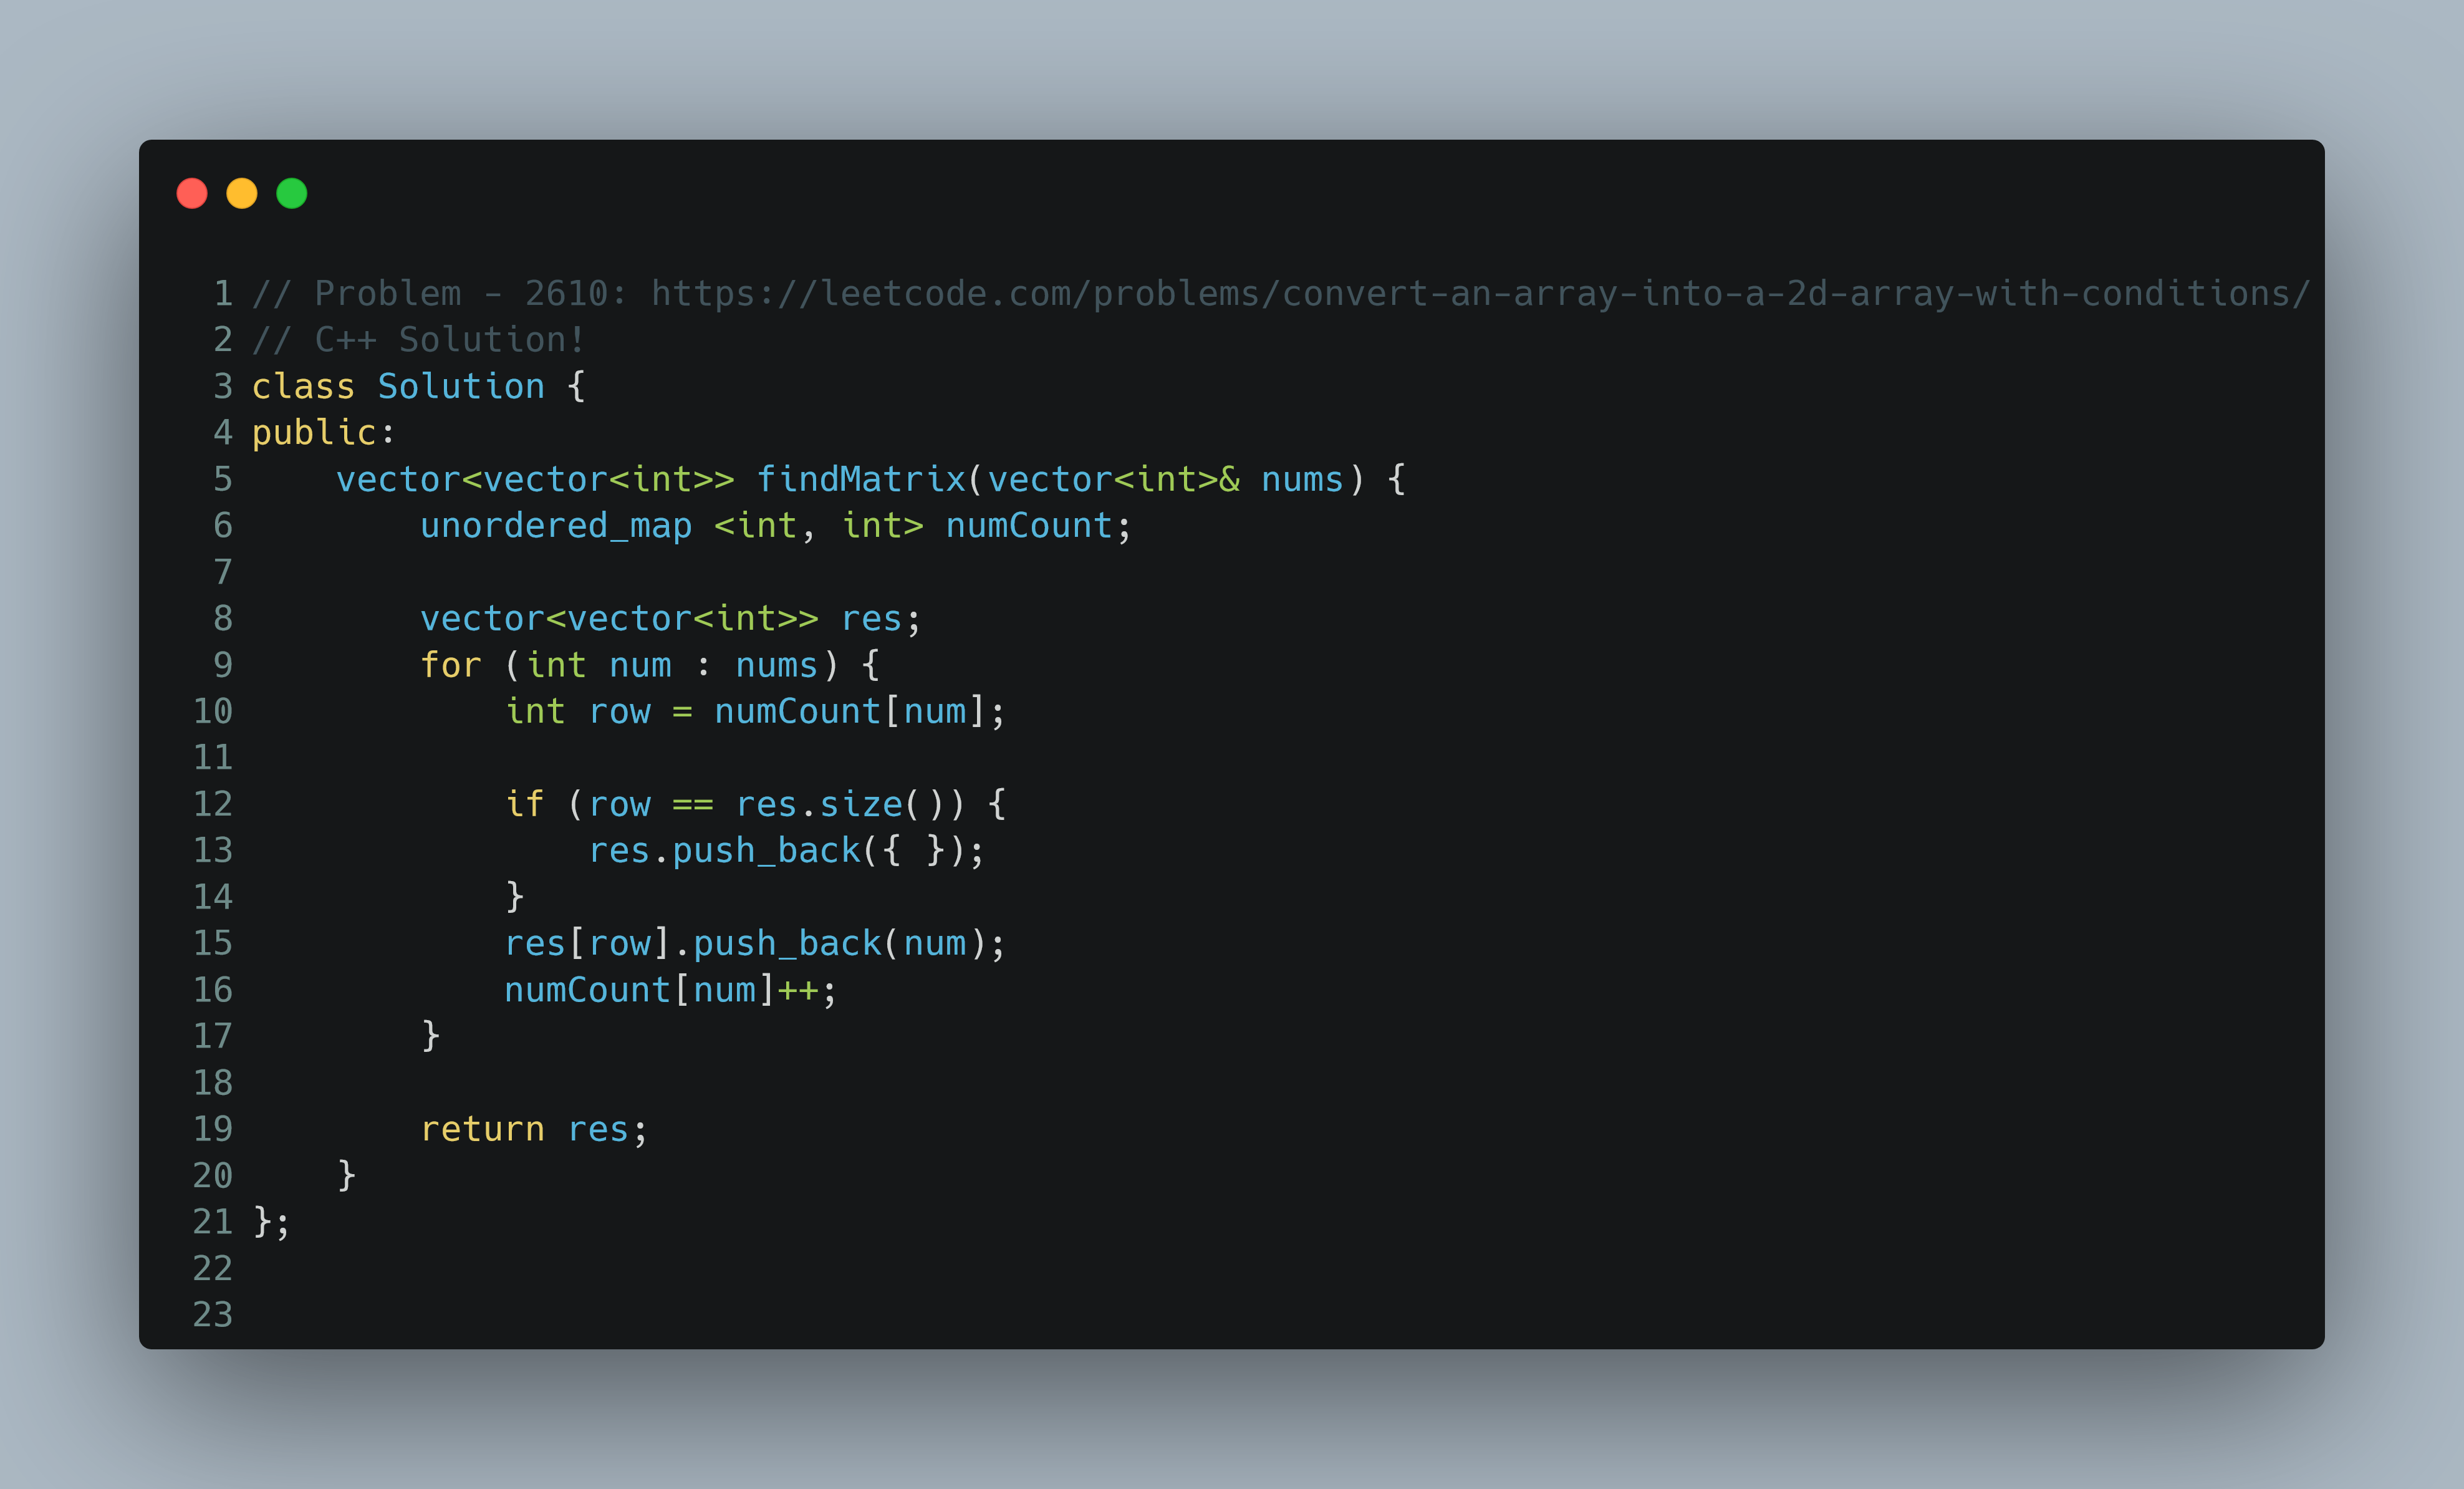 1 // Problem - 2610: https://leetcode.com/problems/convert-an-array-into-a-2d-array-with-conditions/
2 // C++ Solution!
3 class Solution {
4 public:
5     vector<vector<int>> findMatrix(vector<int>& nums) {
6         unordered_map <int, int> numCount;
7
8         vector<vector<int>> res;
9         for (int num : nums) {
10             int row = numCount[num];
11
12             if (row == res.size()) {
13                 res.push_back({ });
14             }
15             res[row].push_back(num);
16             numCount[num]++;
17         }
18
19         return res;
20     }
21 };
22
23